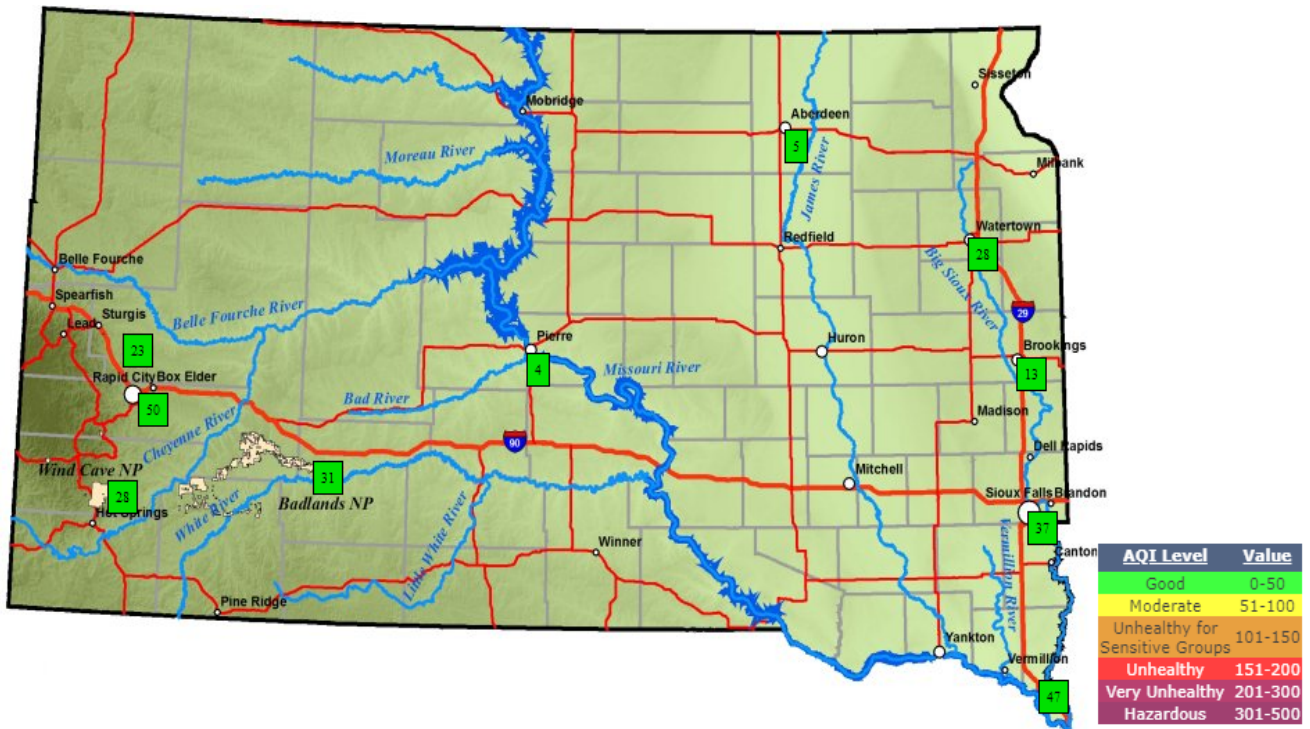 Sisseton
Mobridge
Aberdeen
5
Moreau River
James River
Milbank
Watertown
Redfield
28
Big Sioux River
Belle Fourche
Spearfish
Sturgis
Belle Fourche River
29
Lead
Pierre
Huron
Brookings
23
4
Missouri River
13
Rapid City
Box Elder
50
Bad River
Cheyenne River
Madison
90
Dell Rapids
Wind Cave NP
31
Mitchell
28
Badlands NP
Sioux Falls
Brandon
Hot Springs
White River
Little White River
37
Vermillion River
Winner
Canton
Pine Ridge
Yankton
Vermillion
47
AQI Level Value
Good 0-50
Moderate 51-100
Unhealthy for
Sensitive Groups 101-150
Unhealthy 151-200
Very Unhealthy 201-300
Hazardous 301-500